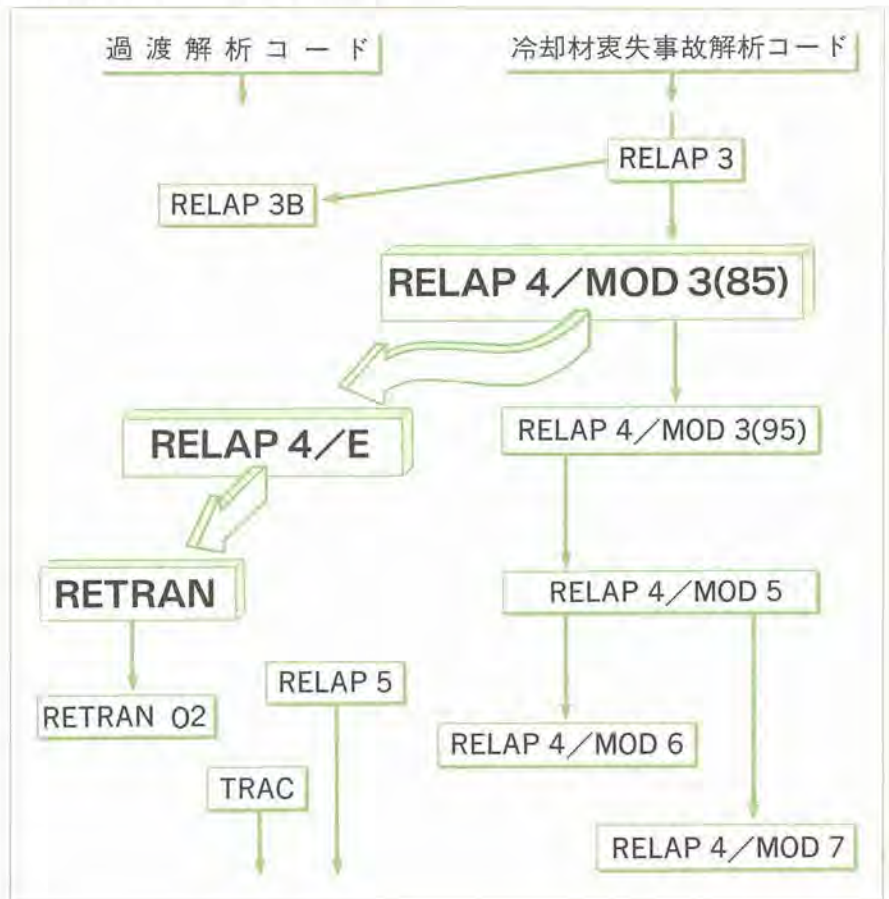 過渡解析コード
冷却材衷失事故解析コード
RELAP 3
RELAP 3B
RELAP 4/MOD 3(85)
RELAP 4/E
RELAP 4/MOD 3(95)
RETRAN
RELAP 4/MOD 5
RELAP 5
RETRAN 02
RELAP 4/MOD 6
TRAC
RELAP 4/MOD 7